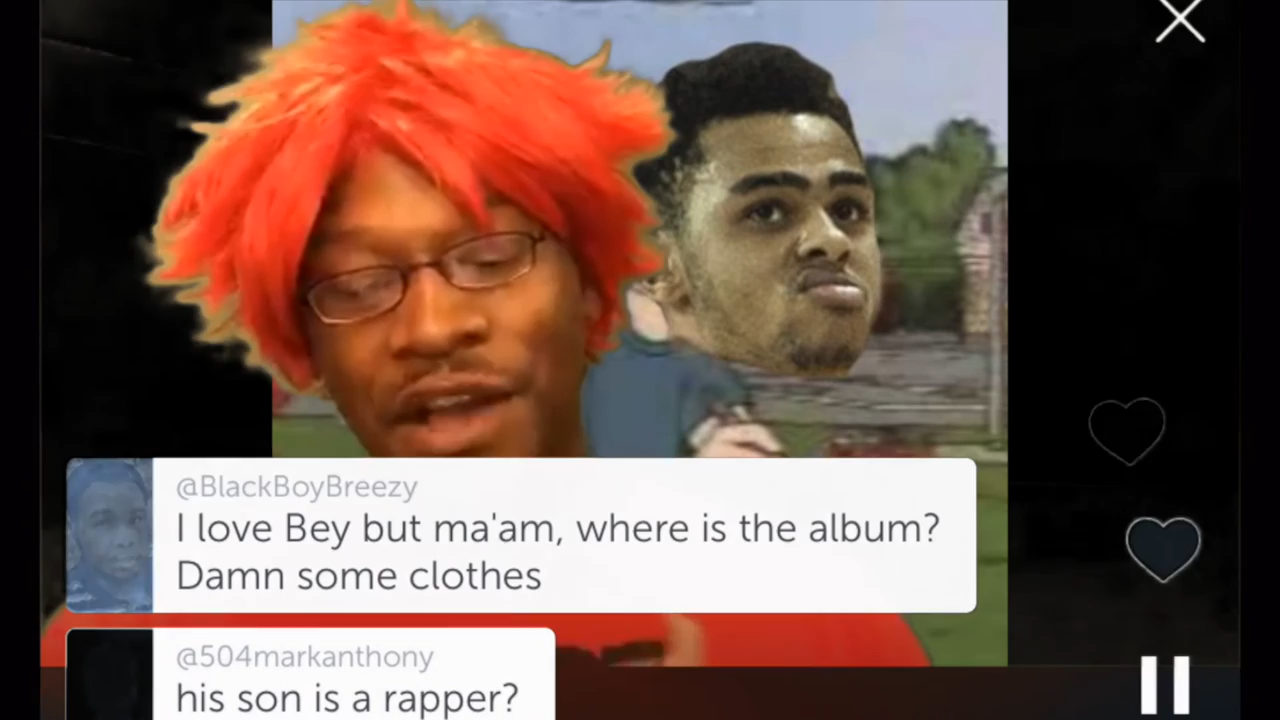 @BlackBoyBreezy
I love Bey but ma'am, where is the album?
Damn some clothes
@504markanthony
his son is a rapper?